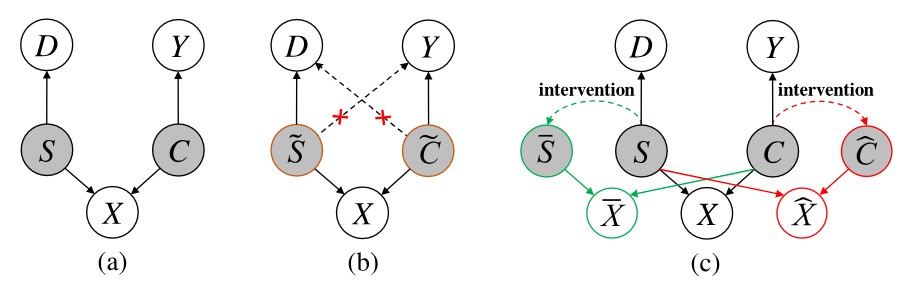 D Y D Y D Y
intervention intervention
S C S̃ C̃ S̅ S C Ĉ
X X X̅ X X̂
(a) (b) (c)